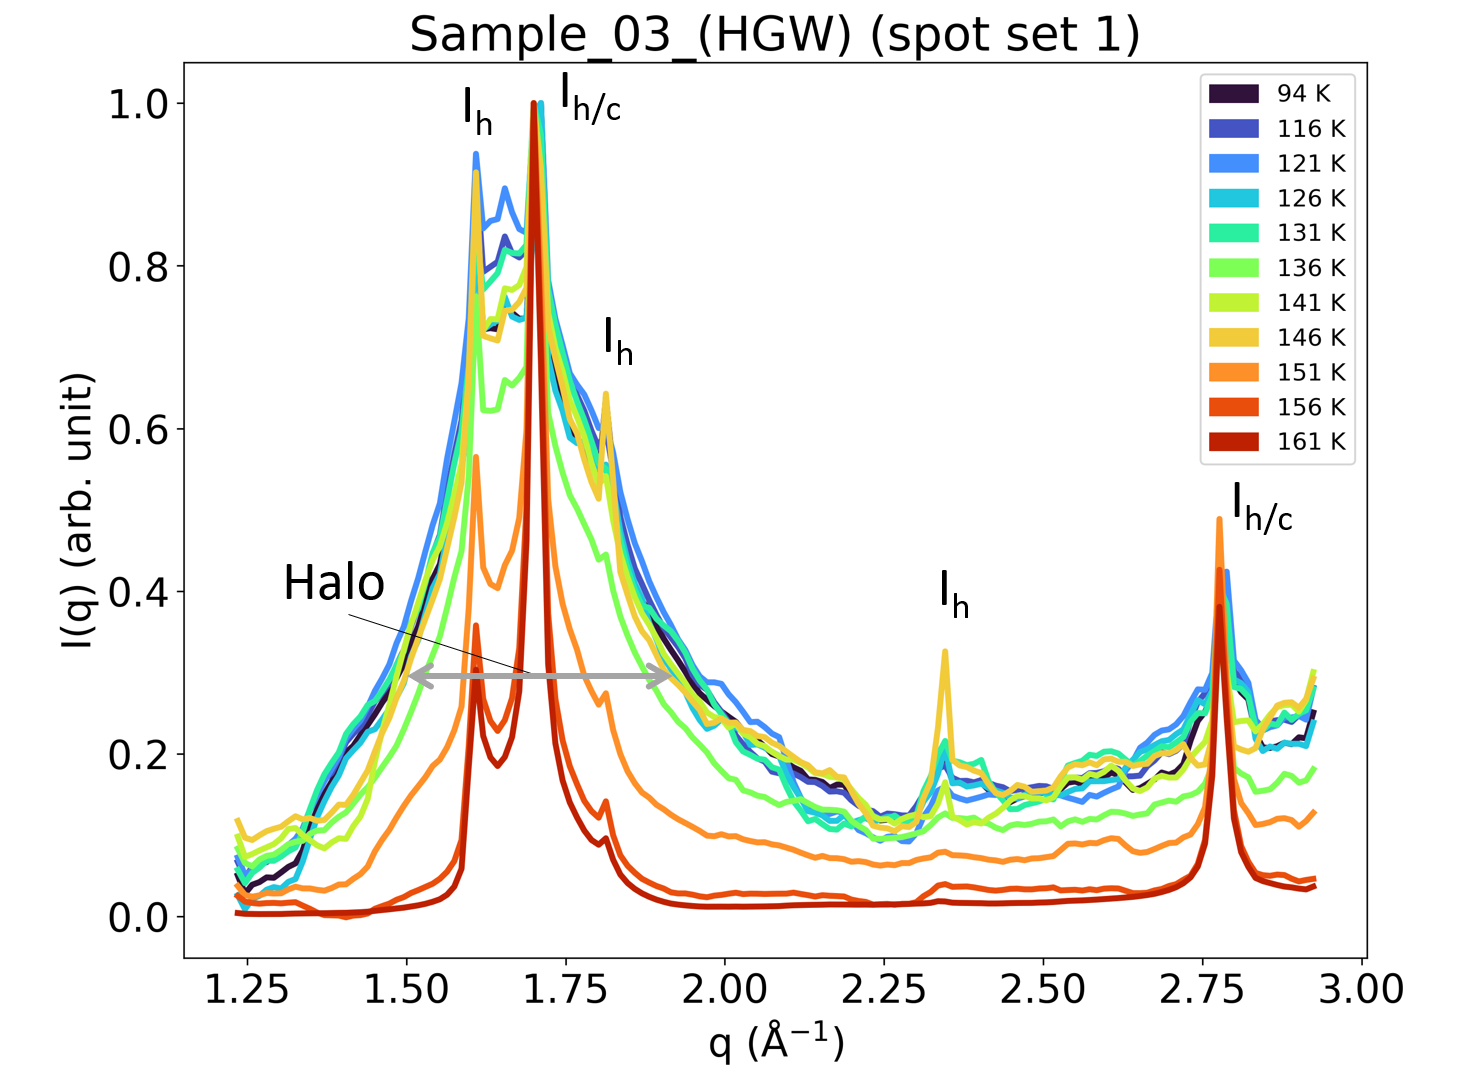 Sample_03_(HGW) (spot set 1)
I(q) (arb. unit)
1.0
0.8
0.6
0.4
0.2
0.0
Ih
Ih/c
Ih
Halo
Ih
Ih/c
94 K
116 K
121 K
126 K
131 K
136 K
141 K
146 K
151 K
156 K
161 K
1.25 1.50 1.75 2.00 2.25 2.50 2.75 3.00
q (Å−1)